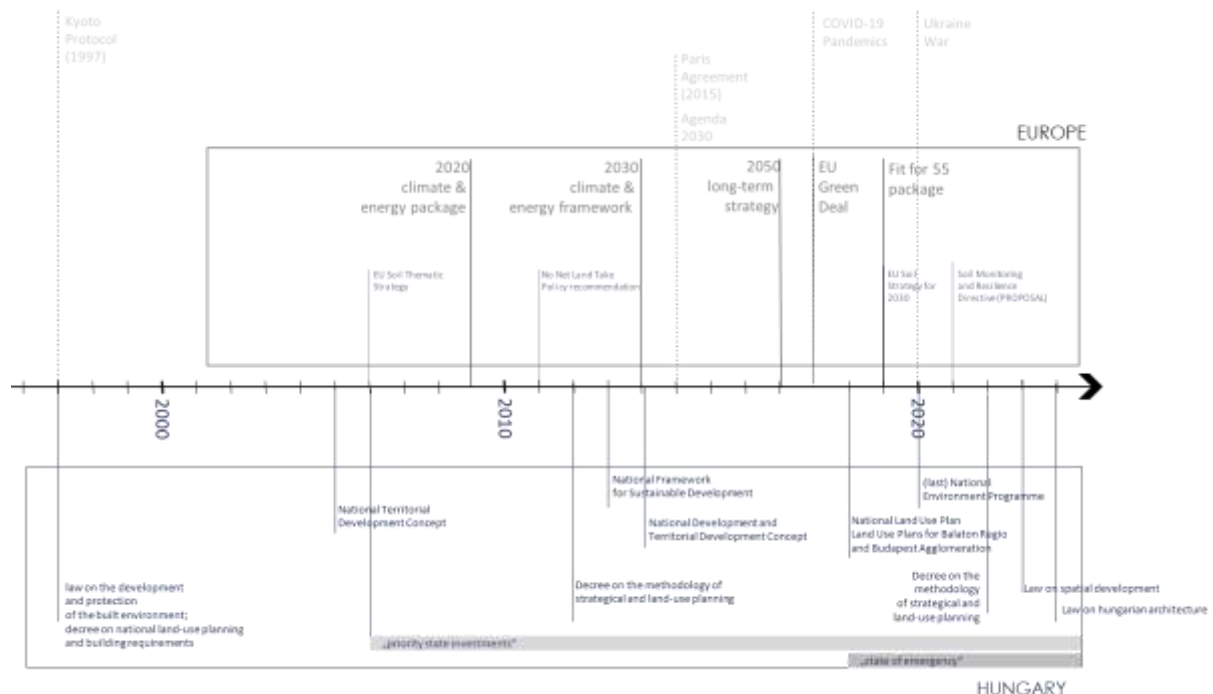 Kyoto
Protocol
(1997)
Paris
Agreement
(2015)
Agenda
2030
COVID-19
Pandemics
Ukraine
War
EUROPE
2020
climate &
energy package
2030
climate &
energy framework
2050
long-term
strategy
EU
Green
Deal
Fit for 55
package
EU Soil Thematic
Strategy
No Net Land Take
Policy recommendation
EU Soil
Strategy for
2030
Soil Monitoring
and Resilience
Directive (PROPOSAL)
2000
2010
2020
National Territorial
Development Concept
National Framework
for Sustainable Development
National Development and
Territorial Development Concept
(last) National
Environment Programme
National Land Use Plan
Land Use Plans for Balaton Regio
and Budapest Agglomeration
law on the development
and protection
of the built environment;
decree on national land-use planning
and building requirements
Decree on the methodology of
strategical and land-use planning
Decree on the
methodology
of strategical and
land-use planning
Law on spatial development
Law on hungarian architecture
„priority state investments"
„state of emergency"
HUNGARY